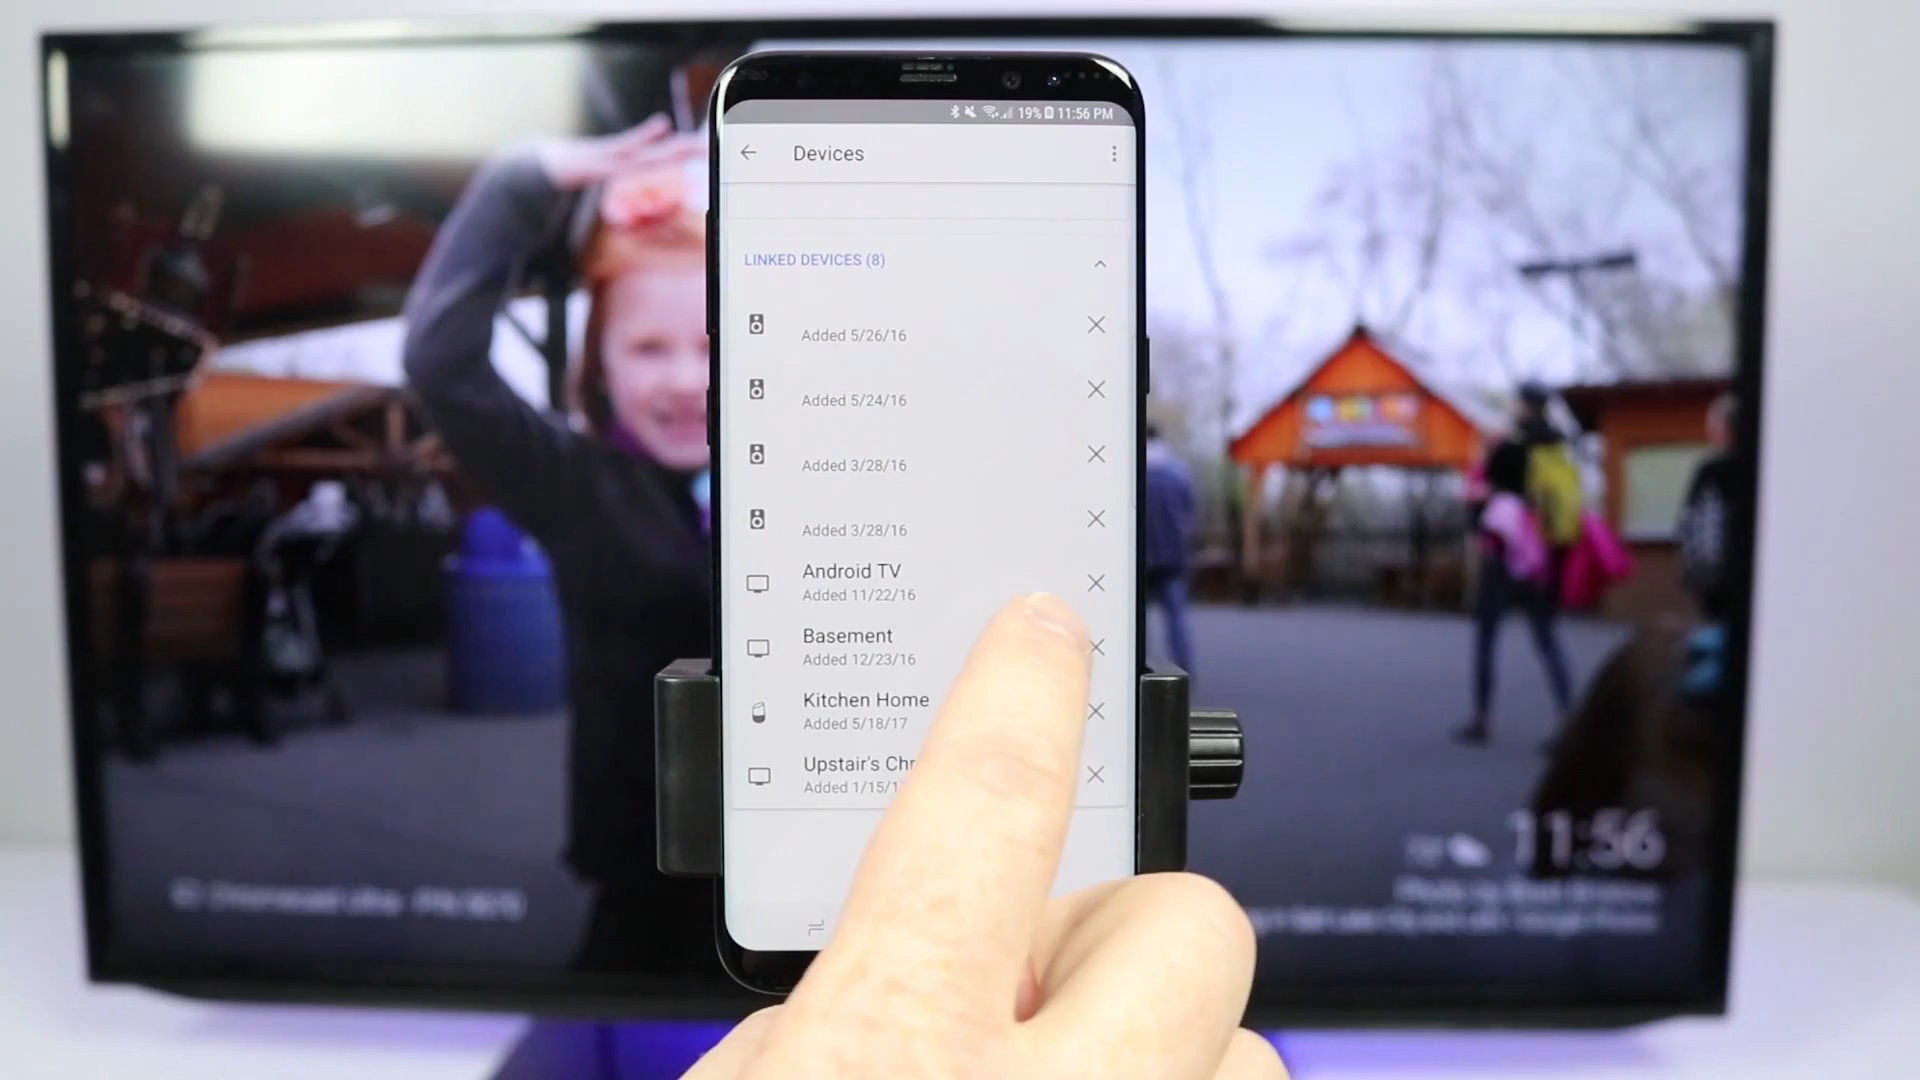 19% 11:56 PM
Devices
LINKED DEVICES (8)
Added 5/26/16
Added 5/24/16
Added 3/28/16
Added 3/28/16
Android TV
Added 11/22/16
Basement
Added 12/23/16
Kitchen Home
Added 5/18/17
Upstair's Chr
Added 1/15/1
11:56
Chromecast Ultra